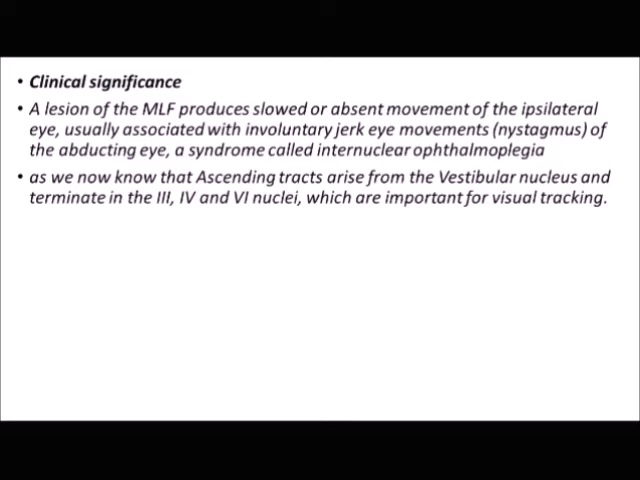 • Clinical significance
• A lesion of the MLF produces slowed or absent movement of the ipsilateral
eye, usually associated with involuntary jerk eye movements (nystagmus) of
the abducting eye, a syndrome called internuclear ophthalmoplegia
• as we now know that Ascending tracts arise from the Vestibular nucleus and
terminate in the III, IV and VI nuclei, which are important for visual tracking.